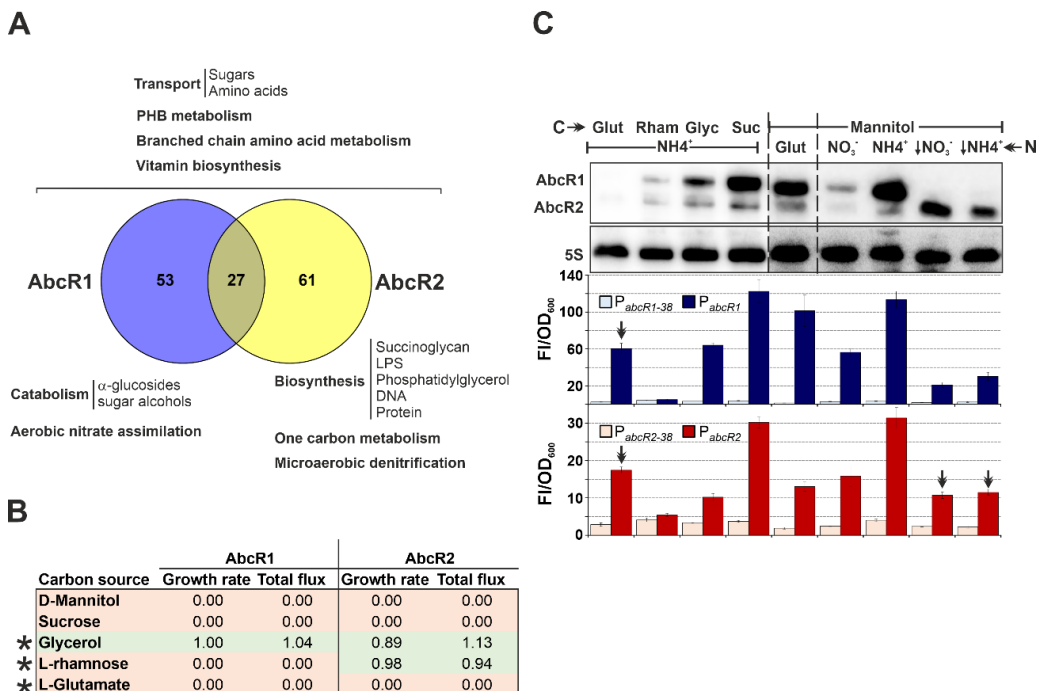 A
Transport
Sugars
Amino acids
PHB metabolism
Branched chain amino acid metabolism
Vitamin biosynthesis
AbcR1 53 27 61 AbcR2
Catabolism
α-glucosides
sugar alcohols
Aerobic nitrate assimilation
Biosynthesis
Succinoglycan
LPS
Phosphatidylglycerol
DNA
Protein
One carbon metabolism
Microaerobic denitrification
B
AbcR1 AbcR2
Carbon source Growth rate Total flux Growth rate Total flux
D-Mannitol 0.00 0.00 0.00 0.00
Sucrose 0.00 0.00 0.00 0.00
* Glycerol 1.00 1.04 0.89 1.13
* L-rhamnose 0.00 0.00 0.98 0.94
* L-Glutamate 0.00 0.00 0.00 0.00
C
C Glut Rham Glyc Suc Mannitol
NH4⁺ Glut NO₃⁻ NH4⁺ ↓NO₃⁻ ↓NH4⁺ N
AbcR1
AbcR2
5S
FI/OD₆₀₀
140
100
60
20
PabcR1-38 PabcR1
FI/OD₆₀₀
30
20
10
0
PabcR2-38 PabcR2